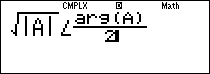 CMPLX D Math
√|A| ∠ arg(A)
2